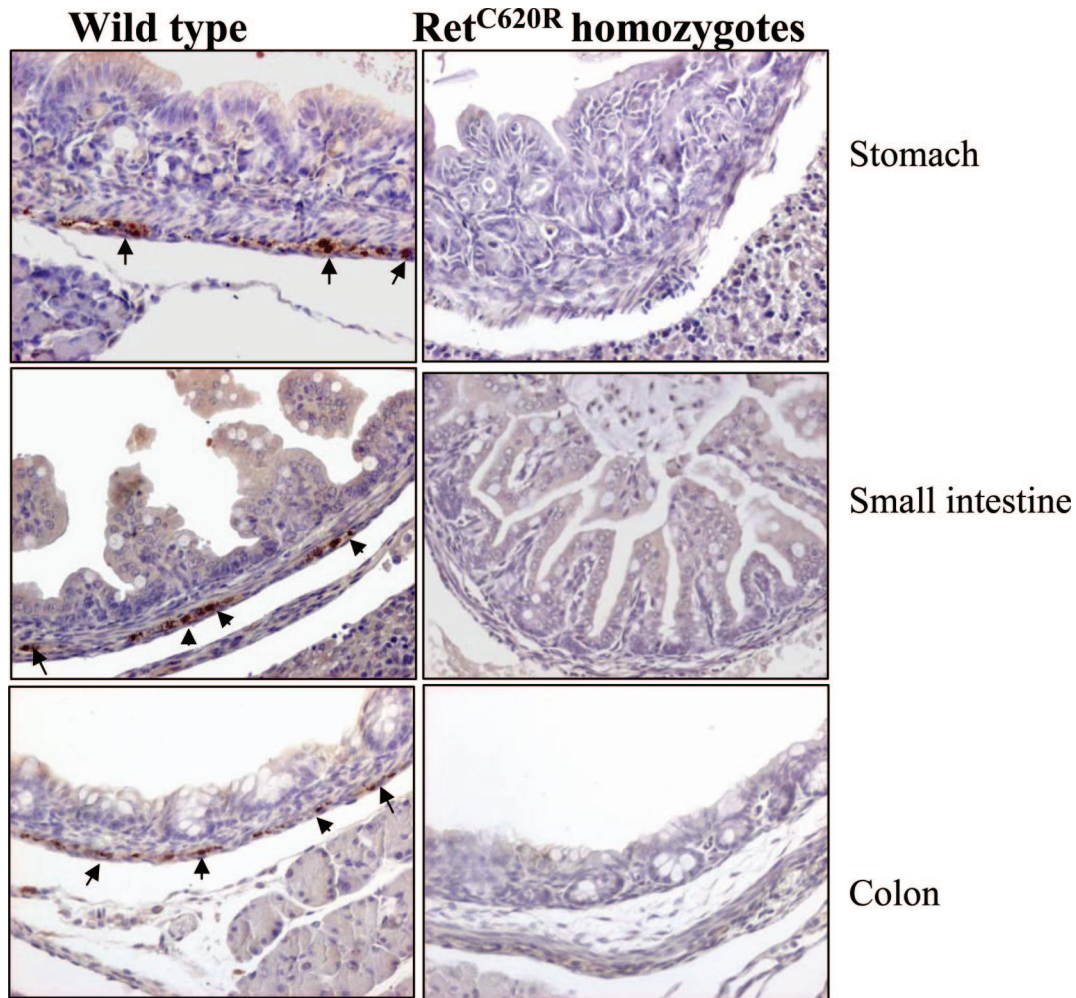 Wild type
Ret^C620R homozygotes
Stomach
Small intestine
Colon